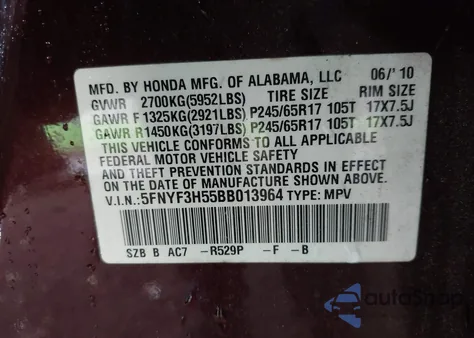 MFD. BY HONDA MFG. OF ALABAMA, LLC 06/'10
GVWR 2700KG(5952LBS) TIRE SIZE RIM SIZE
GAWR F 1325KG(2921LBS) P245/65R17 105T 17X7.5J
GAWR R1450KG(3197LBS) P245/65R17 105T 17X7.5J
THIS VEHICLE CONFORMS TO ALL APPLICABLE
FEDERAL MOTOR VEHICLE SAFETY
AND THEFT PREVENTION STANDARDS IN EFFECT
ON THE DATE OF MANUFACTURE SHOWN ABOVE.
V.I.N.:5FNYF3H55BB013964 TYPE: MPV
SZB B AC7 -R529P -F -B
autoShop